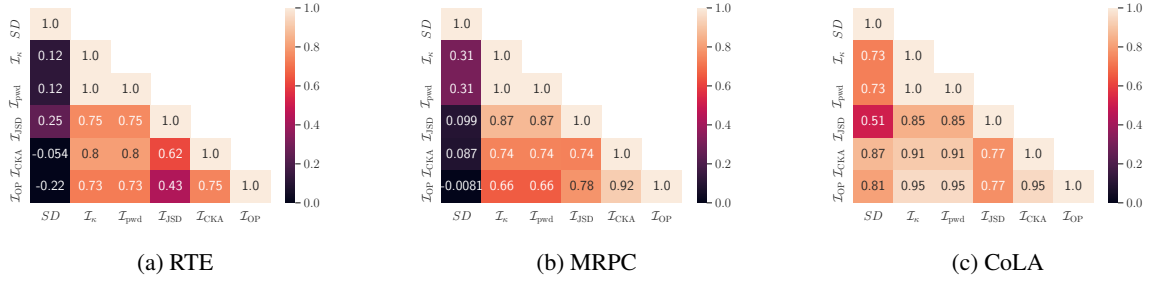 SD 1.0
I_κ 0.12 1.0
I_pwd 0.12 1.0 1.0
I_JSD 0.25 0.75 0.75 1.0
I_CKA -0.054 0.8 0.8 0.62 1.0
I_OP -0.22 0.73 0.73 0.43 0.75 1.0
SD I_κ I_pwd I_JSD I_CKA I_OP
1.0
0.8
0.6
0.4
0.2
0.0
(a) RTE
SD 1.0
I_κ 0.31 1.0
I_pwd 0.31 1.0 1.0
I_JSD 0.099 0.87 0.87 1.0
I_CKA 0.087 0.74 0.74 0.74 1.0
I_OP -0.0081 0.66 0.66 0.78 0.92 1.0
SD I_κ I_pwd I_JSD I_CKA I_OP
1.0
0.8
0.6
0.4
0.2
0.0
(b) MRPC
SD 1.0
I_κ 0.73 1.0
I_pwd 0.73 1.0 1.0
I_JSD 0.51 0.85 0.85 1.0
I_CKA 0.87 0.91 0.91 0.77 1.0
I_OP 0.81 0.95 0.95 0.77 0.95 1.0
SD I_κ I_pwd I_JSD I_CKA I_OP
1.0
0.8
0.6
0.4
0.2
0.0
(c) CoLA